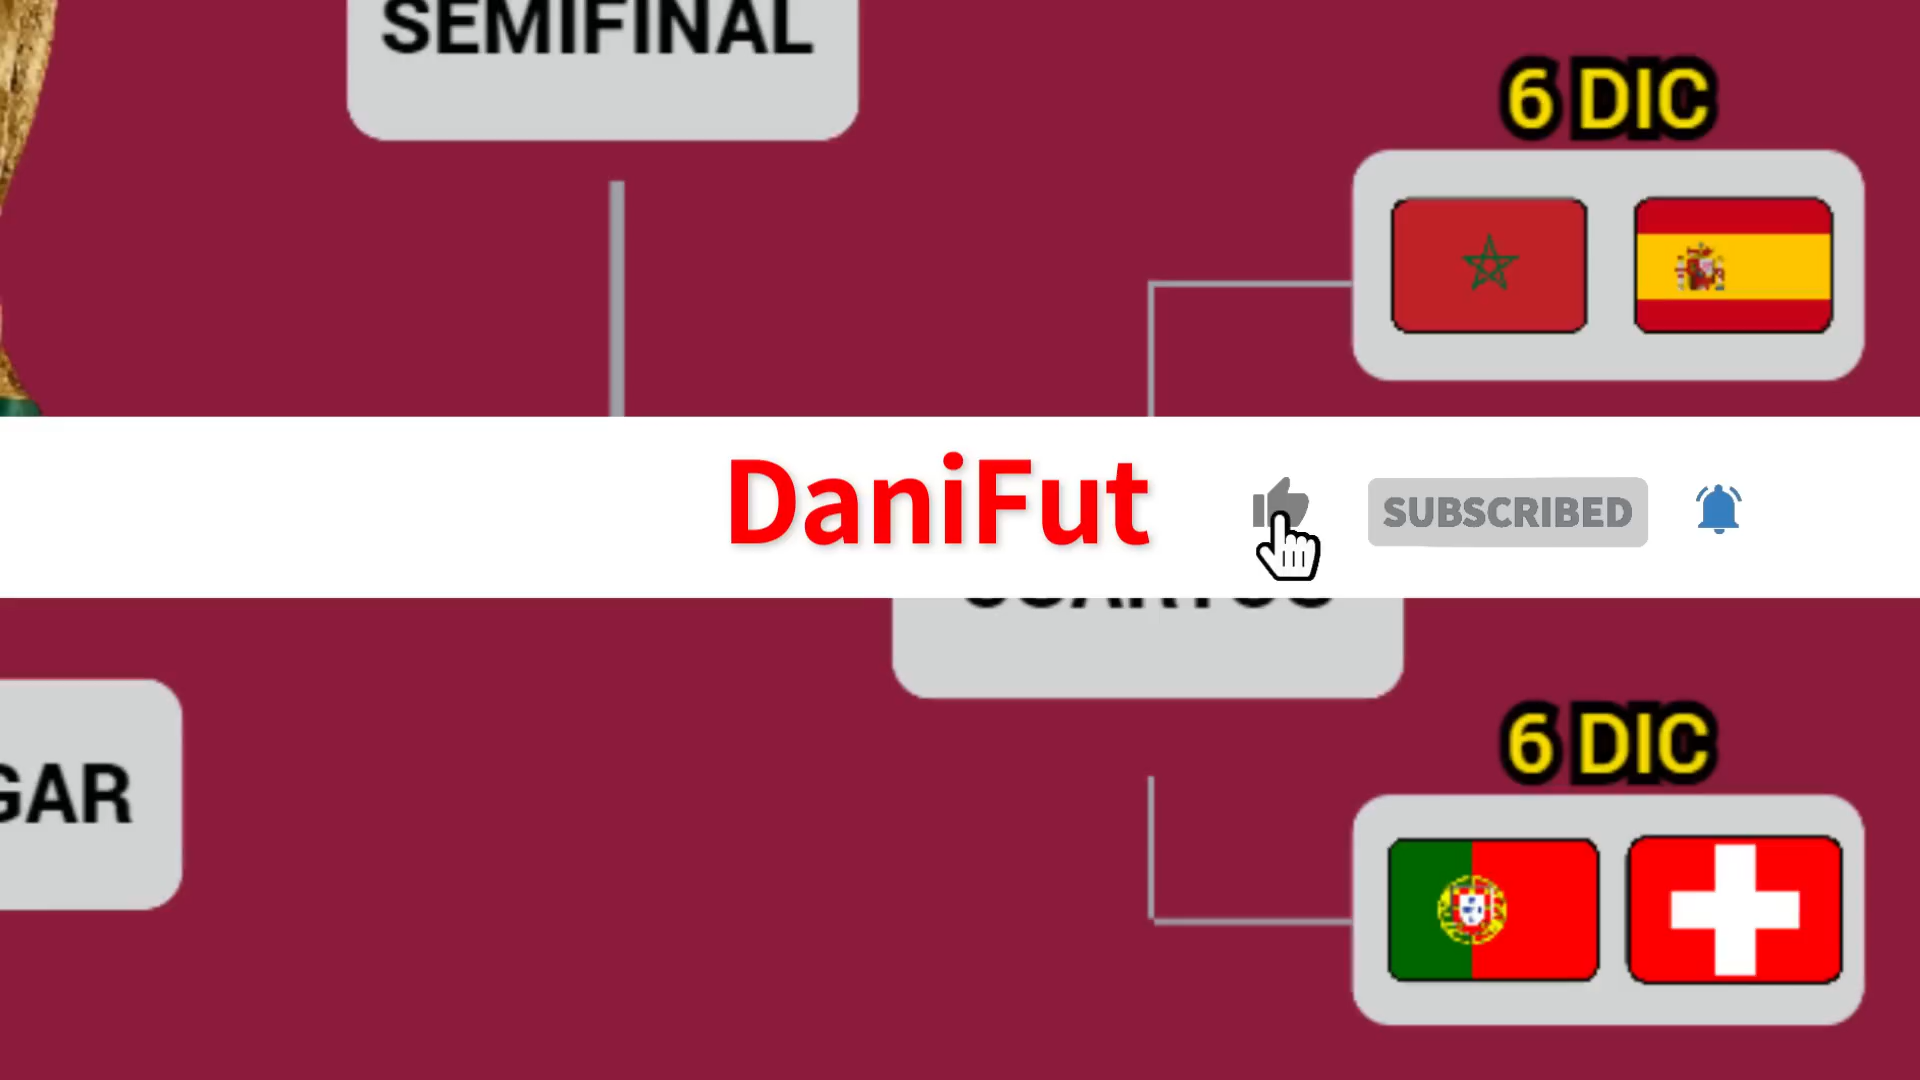 SEMIFINAL
6 DIC
DaniFut
SUBSCRIBED
6 DIC
GAR